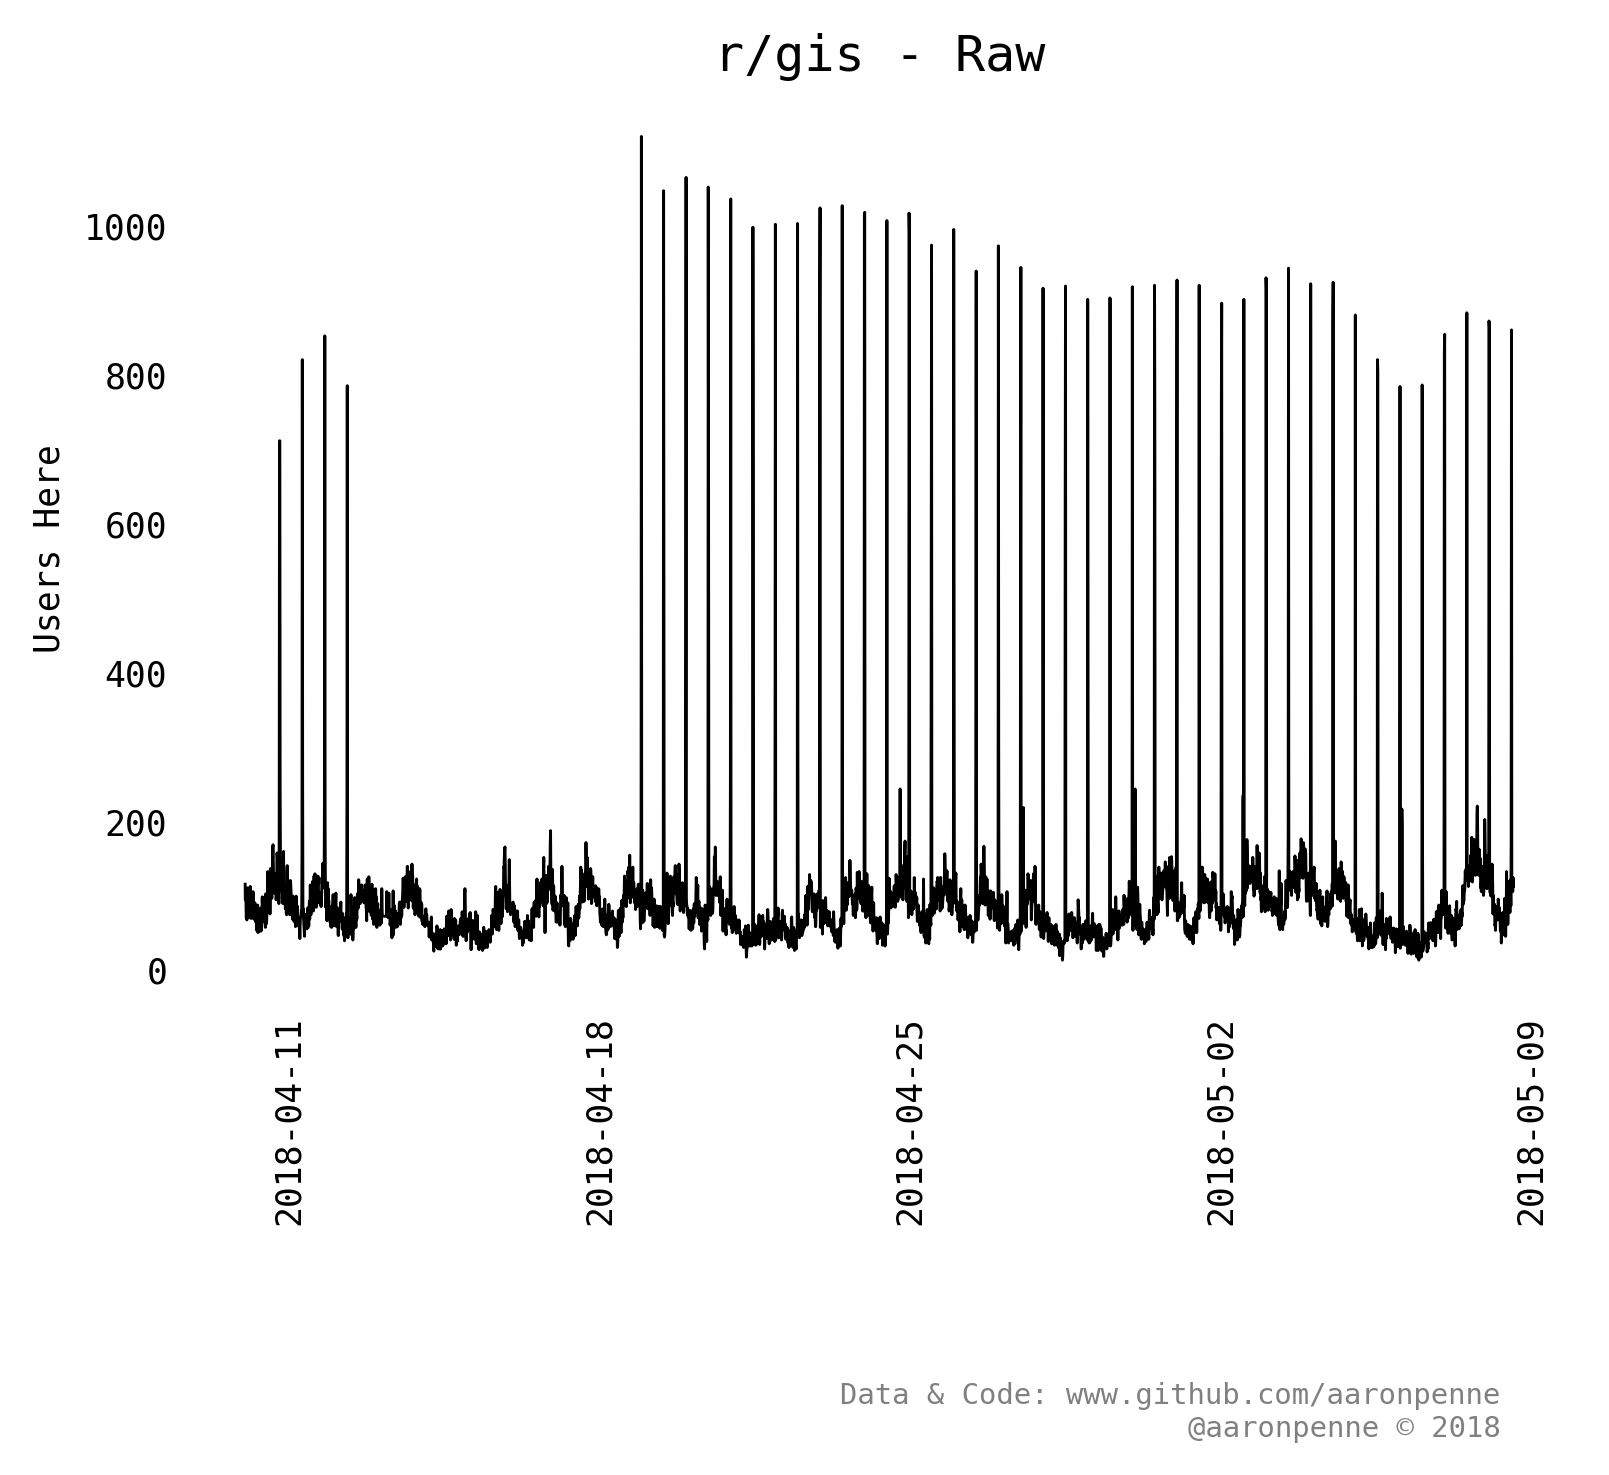 r/gis - Raw
1000
800
600
400
200
0
Users Here
2018-04-11
2018-04-18
2018-04-25
2018-05-02
2018-05-09
Data & Code: www.github.com/aaronpenne
@aaronpenne © 2018